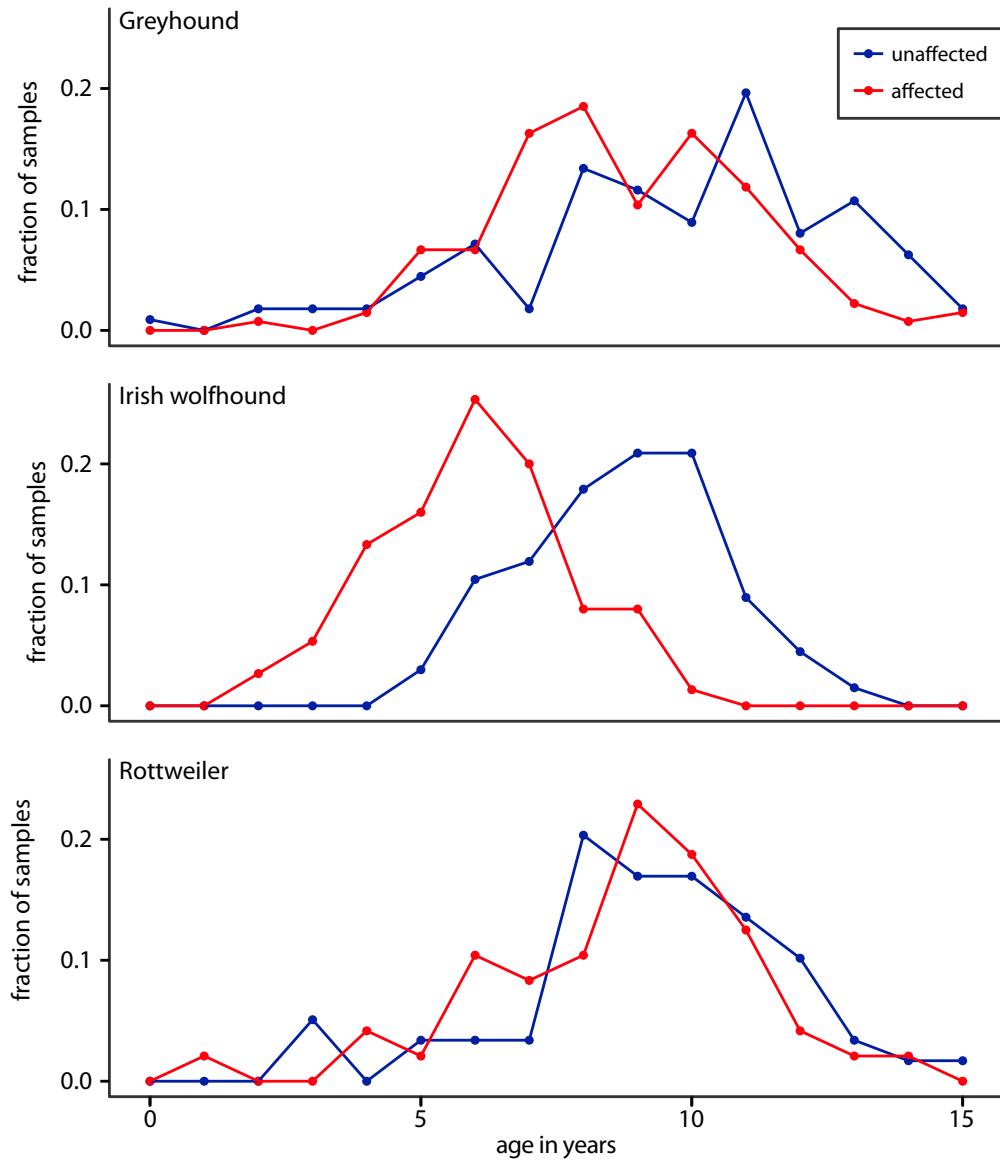 Greyhound
unaffected
affected
fraction of samples
0.2
0.1
0.0
Irish wolfhound
fraction of samples
0.2
0.1
0.0
Rottweiler
fraction of samples
0.2
0.1
0.0
0 5 10 15
age in years